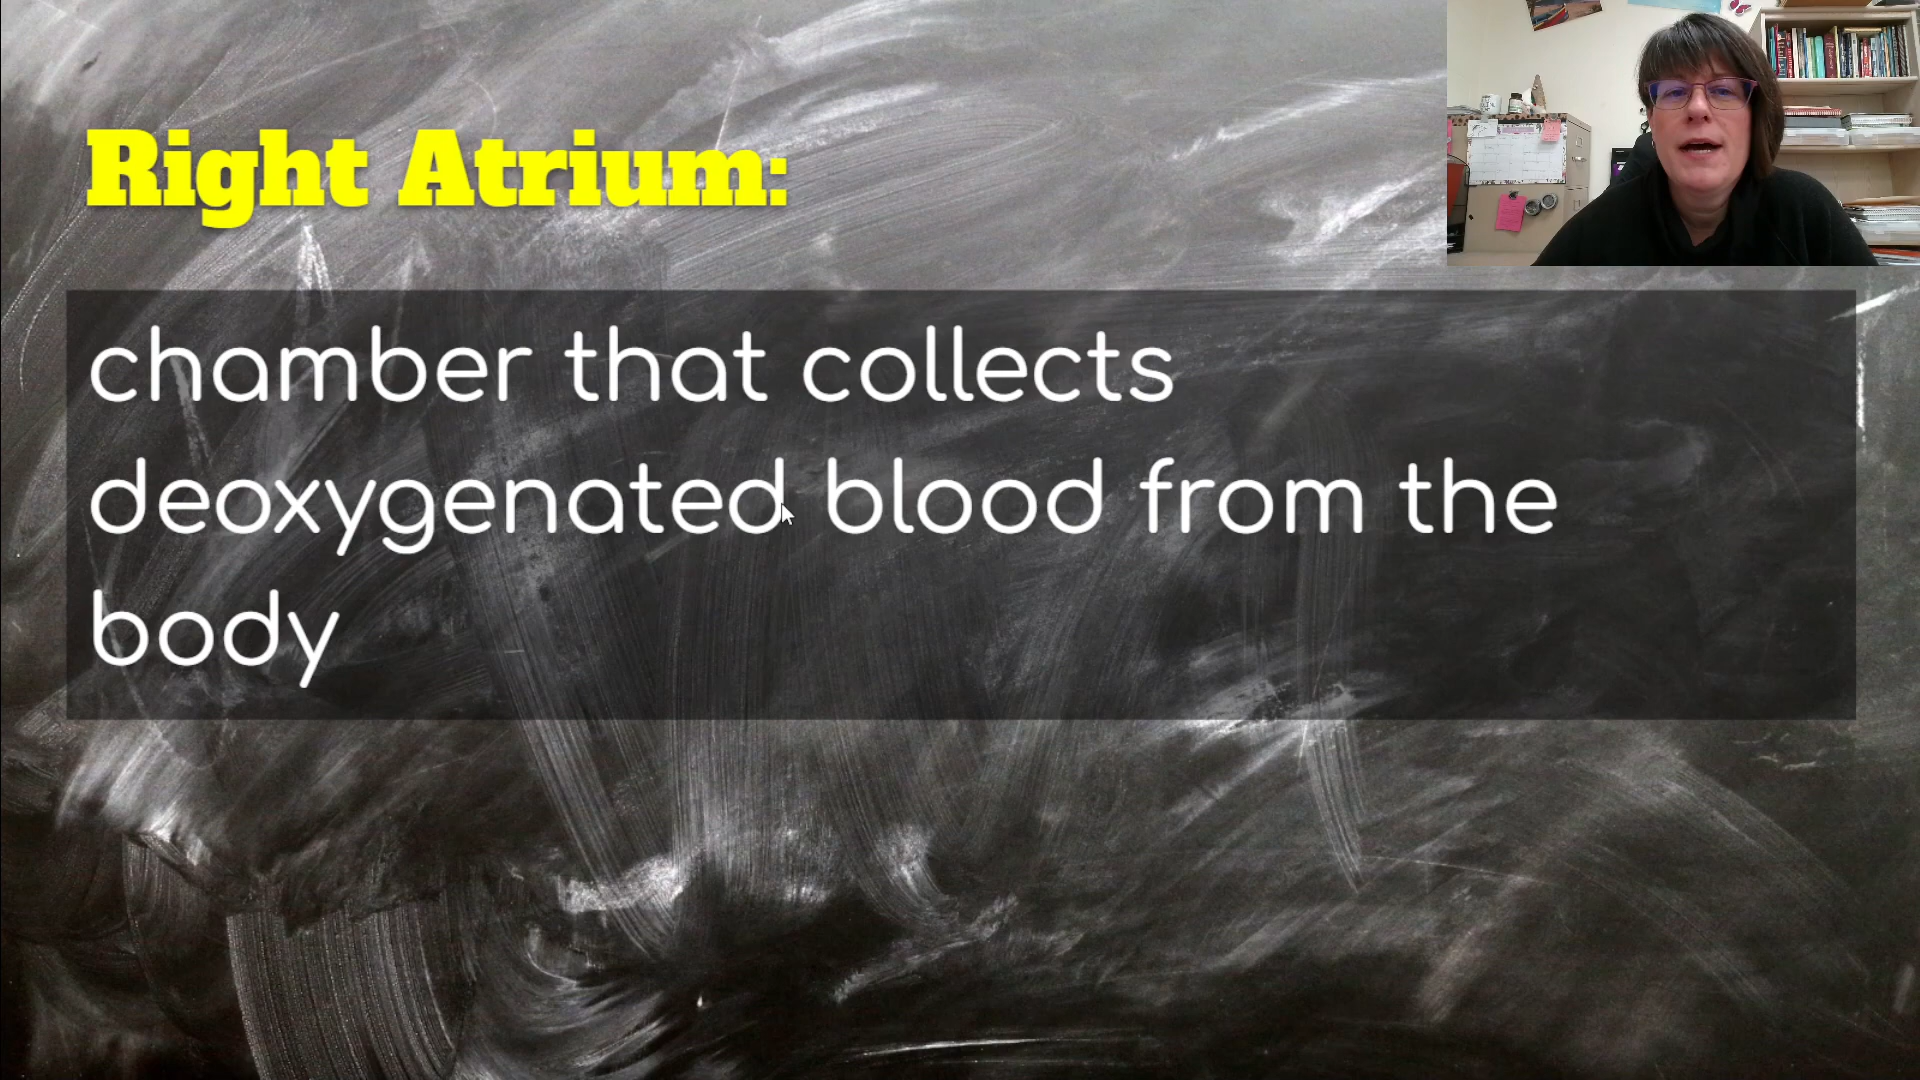 Right Atrium:
chamber that collects
deoxygenated blood from the
body